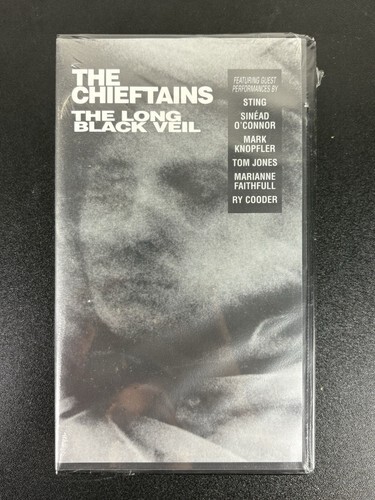 THE
CHIEFTAINS
THE LONG
BLACK VEIL
FEATURING GUEST
PERFORMANCES BY
STING
SINÉAD
O'CONNOR
MARK
KNOPFLER
TOM JONES
MARIANNE
FAITHFULL
RY COODER